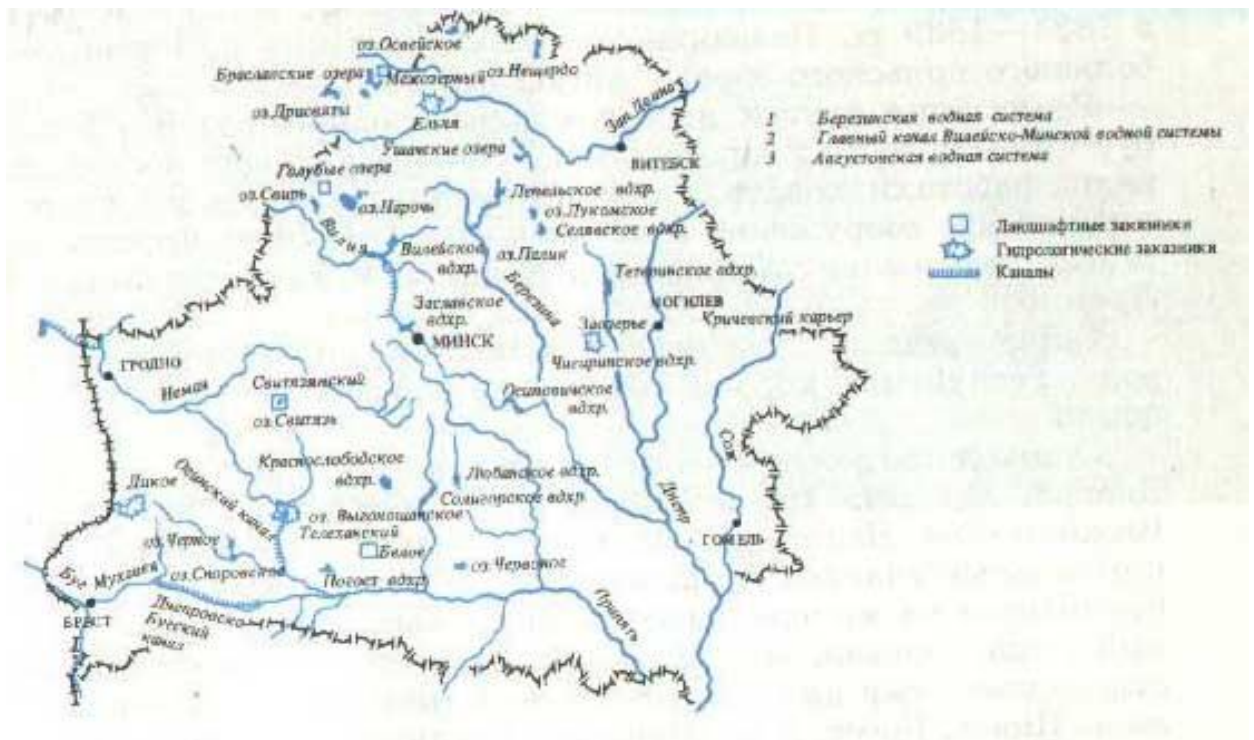 оз.Освейское
Браславские озера
Межозерный
оз.Нещердо
оз.Дрисвяты
Ельня
Зап.Двина
Ушачские озера
ВИТЕБСК
Голубые озера
Лепельское вдхр.
оз.Свирь
оз.Нарочь
оз.Лукомское
Селявское вдхр.
Вилия
Вилейское
вдхр.
оз.Палик
Березина
Тетеринское вдхр.
Заславское
вдхр.
МИНСК
МОГИЛЕВ
Кричевский карьер
Заозерье
Чигиринское вдхр.
ГРОДНО
Неман
Свитязянский
оз.Свитязь
Осиповичское
вдхр.
Сож
Краснослободское
вдхр.
Любанское вдхр.
Солигорское вдхр.
Днепр
Дикое
Огинский канал
оз. Выгонощанское
Телеханский
Белое
ГОМЕЛЬ
оз.Черное
оз.Споровское
Погост вдхр.
оз.Червоное
Буг
Мухавец
БРЕСТ
Днепровско
Бугский
канал
Припять
1 Березинская водная система
2 Главный канал Вилейско-Минской водной системы
3 Августовская водная система
Ландшафтные заказники
Гидрологические заказники
Каналы